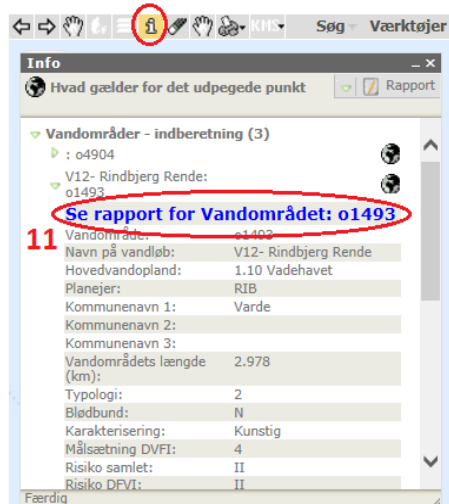 KMS Søg Værktøjer
Info
Hvad gælder for det udpegede punkt Rapport
Vandområder - indberetning (3)
: o4904
V12- Rindbjerg Rende:
o1493
Se rapport for Vandområdet: o1493
11
Vandområde: o1493
Navn på vandløb: V12- Rindbjerg Rende
Hovedvandopland: 1.10 Vadehavet
Planejer: RIB
Kommunenavn 1: Varde
Kommunenavn 2:
Kommunenavn 3:
Vandområdets længde 2.978
(km):
Typologi: 2
Blødbund: N
Karakterisering: Kunstig
Målsætning DVFI: 4
Risiko samlet: II
Risiko DFVI: II
Færdig